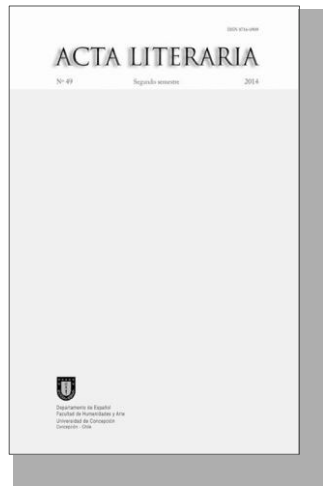 ACTA LITERARIA
Nº 49 Segundo semestre 2014
Departamento de Español
Facultad de Humanidades y Arte
Universidad de Concepción
Concepción - Chile